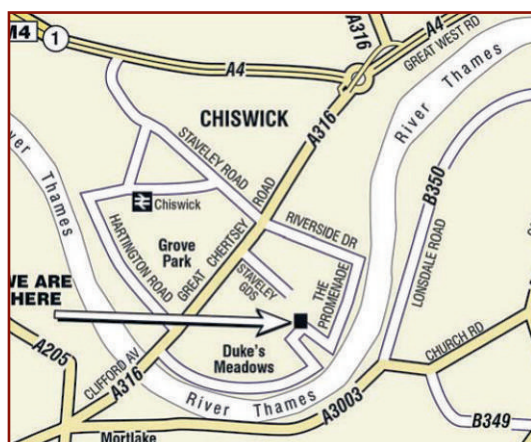 M4
1
A316
A4
GREAT WEST RD
A4
CHISWICK
A316
River Thames
STAVELEY ROAD
B350
River Thames
Chiswick
GREAT CHERTSEY ROAD
RIVERSIDE DR
LONSDALE ROAD
HARTINGTON ROAD
Grove
Park
STAVELEY
GDS
THE
PROMENADE
WE ARE
HERE
CHURCH RD
A205
CLIFFORD AV
A316
Duke's
Meadows
River Thames
A3003
B349
Mortlake